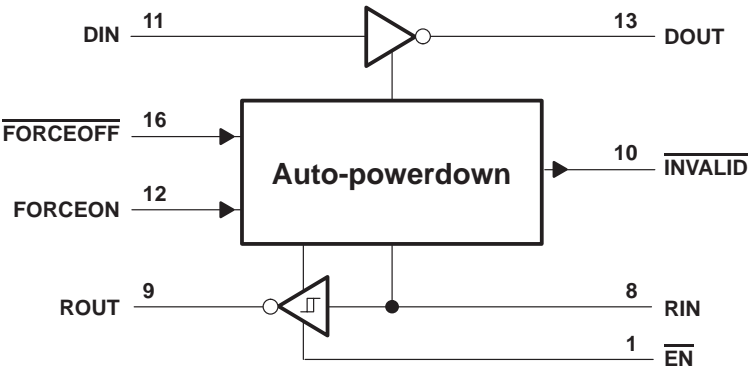 DIN 11 13 DOUT
FORCEOFF 16
Auto-powerdown
10 INVALID
FORCEON 12
ROUT 9 8 RIN
1 EN